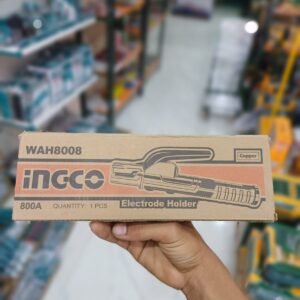 WAH8008
Copper
INGCO
800A QUANTITY: 1 PCS Electrode Holder